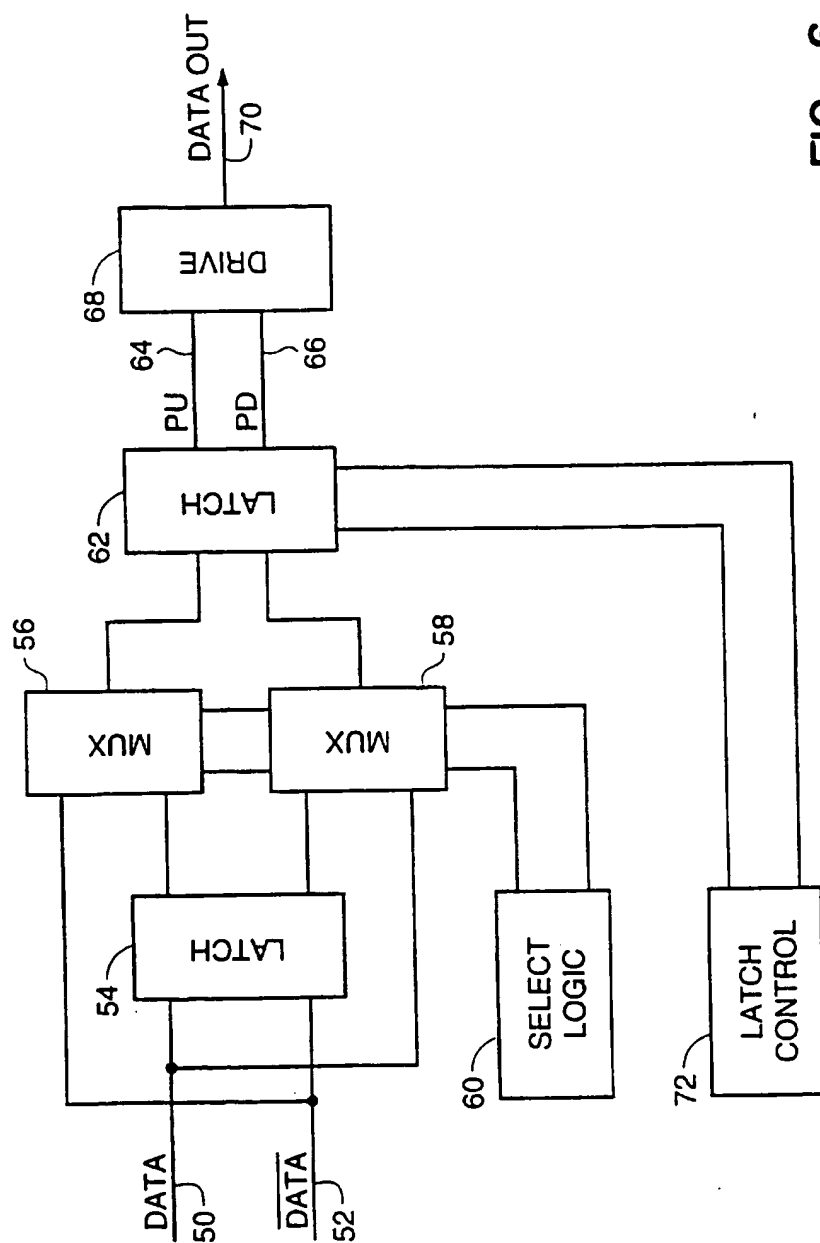 DATA OUT
70
68
DRIVE
64
66
PU
PD
62
LATCH
56
MUX
58
MUX
54
LATCH
60
SELECT
LOGIC
72
LATCH
CONTROL
DATA
50
D̅A̅T̅A̅
52
FIG